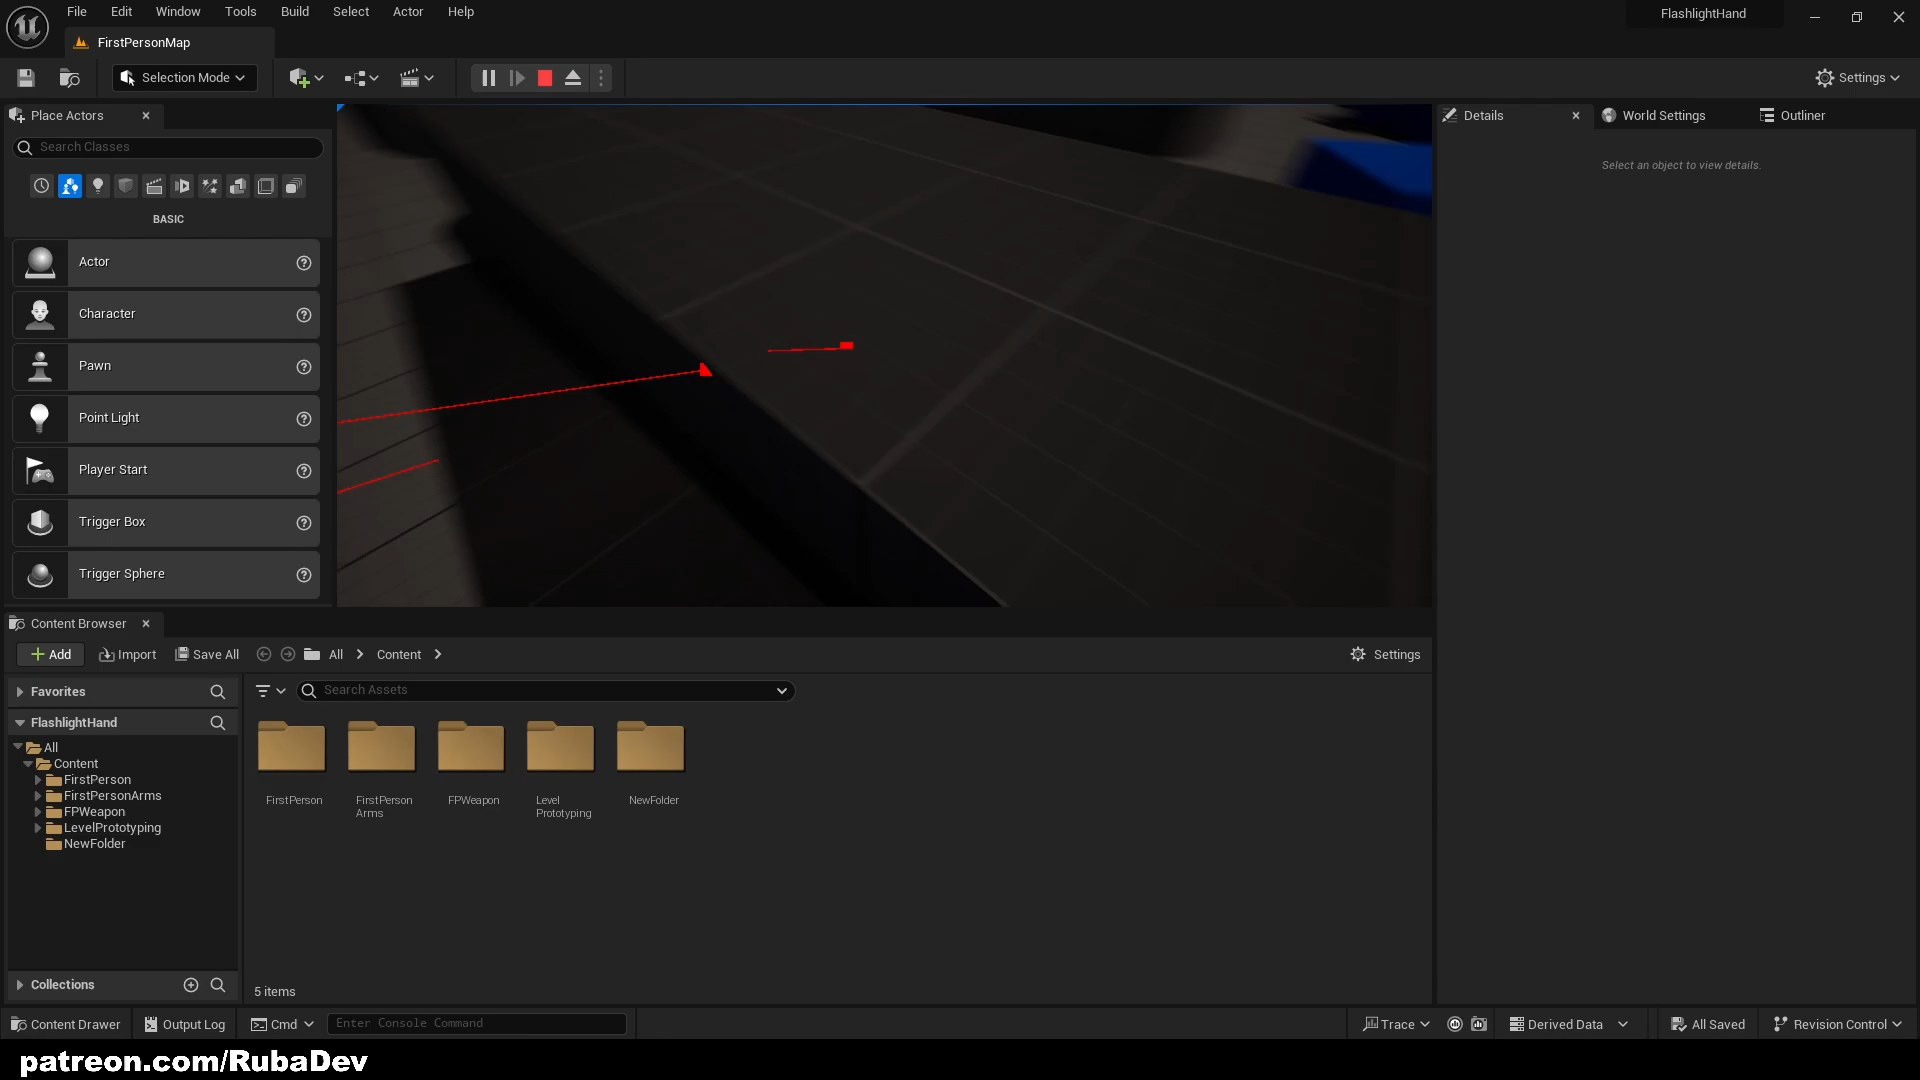 File Edit Window Tools Build Select Actor Help
FlashlightHand
FirstPersonMap
Selection Mode
Settings
Place Actors
Details
World Settings
Outliner
Search Classes
Select an object to view details.
BASIC
Actor
Character
Pawn
Point Light
Player Start
Trigger Box
Trigger Sphere
Content Browser
Add Import Save All All Content Settings
Favorites
Search Assets
FlashlightHand
All
Content
FirstPerson
FirstPersonArms
FPWeapon
LevelPrototyping
NewFolder
FirstPerson
FirstPerson
Arms
FPWeapon
Level
Prototyping
NewFolder
Collections
5 items
Content Drawer Output Log Cmd Enter Console Command Trace Derived Data All Saved Revision Control
patreon.com/RubaDev